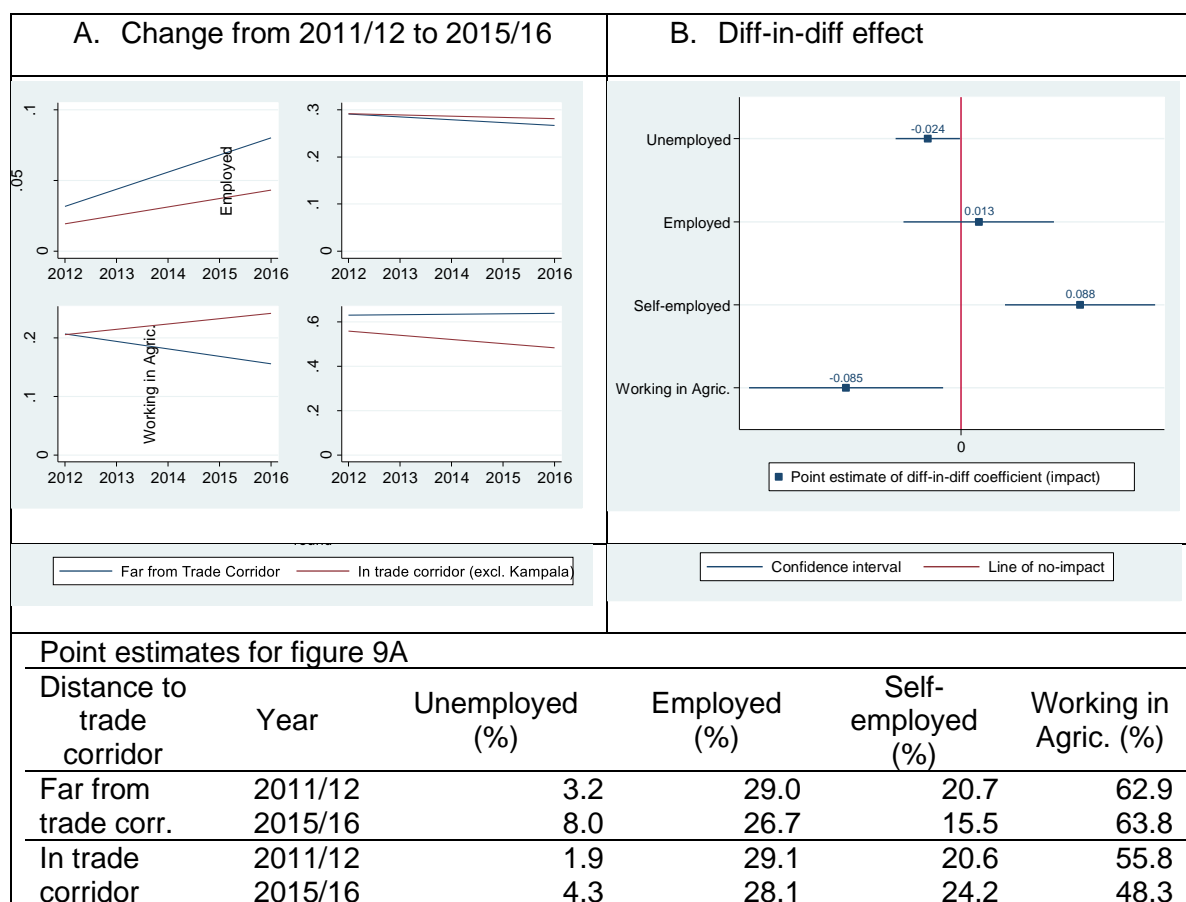 A. Change from 2011/12 to 2015/16
B. Diff-in-diff effect
.1
.05
0
Employed
2012 2013 2014 2015 2016
.3
.2
.1
0
2012 2013 2014 2015 2016
.2
.1
0
Working in Agric.
2012 2013 2014 2015 2016
.6
.4
.2
0
2012 2013 2014 2015 2016
Far from Trade Corridor In trade corridor (excl. Kampala)
Unemployed
-0.024
Employed
0.013
Self-employed
0.088
Working in Agric.
-0.085
0
Point estimate of diff-in-diff coefficient (impact)
Confidence interval Line of no-impact
Point estimates for figure 9A
Distance to
trade
corridor
Year
Unemployed
(%)
Employed
(%)
Self-
employed
(%)
Working in
Agric. (%)
Far from 2011/12 3.2 29.0 20.7 62.9
trade corr. 2015/16 8.0 26.7 15.5 63.8
In trade 2011/12 1.9 29.1 20.6 55.8
corridor 2015/16 4.3 28.1 24.2 48.3